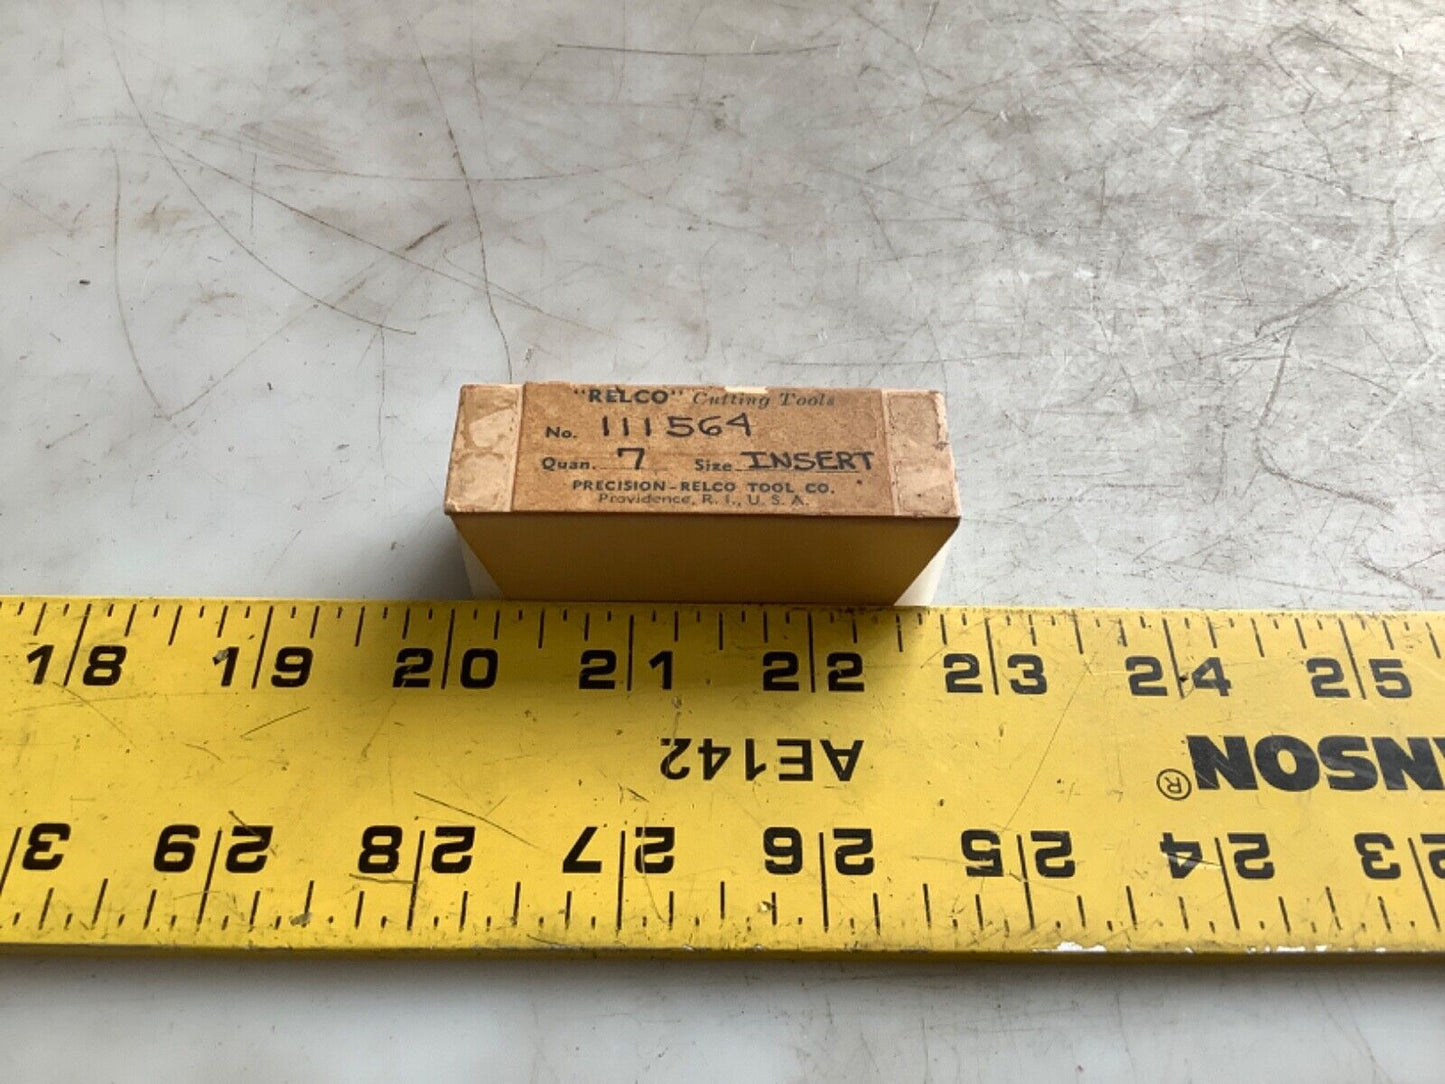 "RELCO" Cutting Tools
No. 111564
Quan. 7 Size INSERT
PRECISION-RELCO TOOL CO.
Providence, R. I., U. S. A.
18 19 20 21 22 23 24 25
AE142
NSON®
3 29 28 27 26 25 24 23